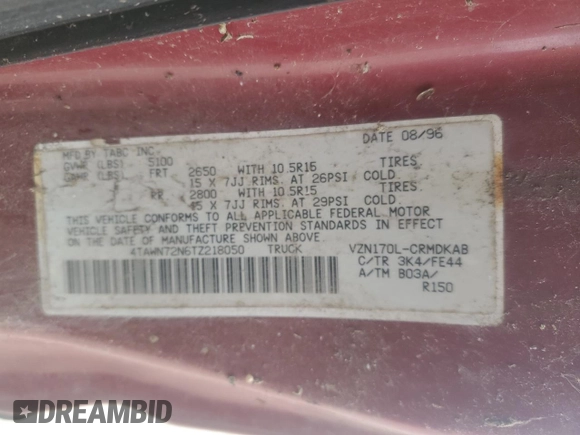 MFD BY TABC INC. DATE 08/96
GVWR (LBS) 5100
GAWR (LBS) FRT 2650 WITH 10.5R15 TIRES
15 X 7JJ RIMS. AT 26PSI COLD
RR 2800 WITH 10.5R15 TIRES
15 X 7JJ RIMS. AT 29PSI COLD
THIS VEHICLE CONFORMS TO ALL APPLICABLE FEDERAL MOTOR
VEHICLE SAFETY AND THEFT PREVENTION STANDARDS IN EFFECT
ON THE DATE OF MANUFACTURE SHOWN ABOVE.
4TAWN72N6TZ218050 TRUCK VZN170L-CRMDKAB
C/TR 3K4/FE44
A/TM B03A/
R150
DREAMBID